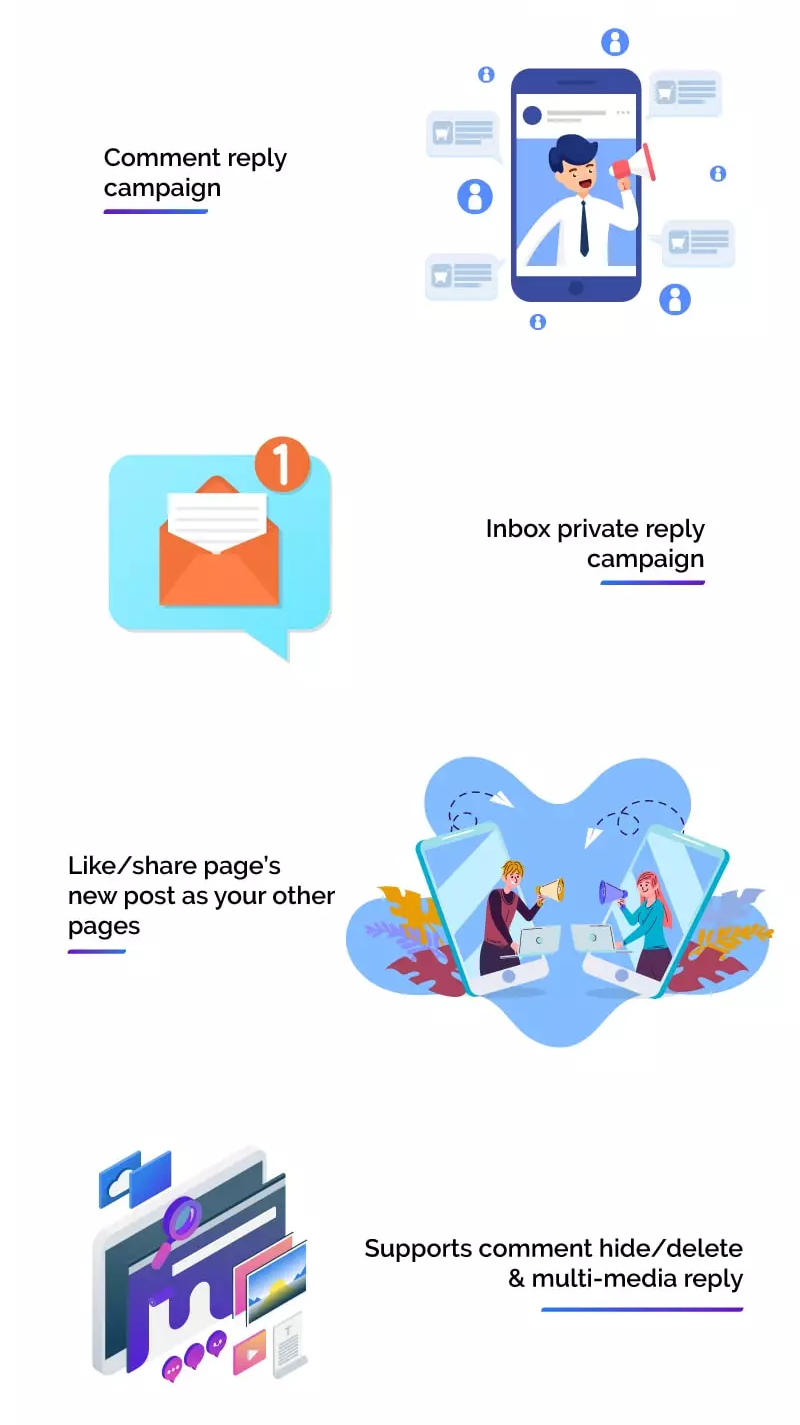 Comment reply
campaign
1
Inbox private reply
campaign
Like/share page's
new post as your other
pages
Supports comment hide/delete
& multi-media reply